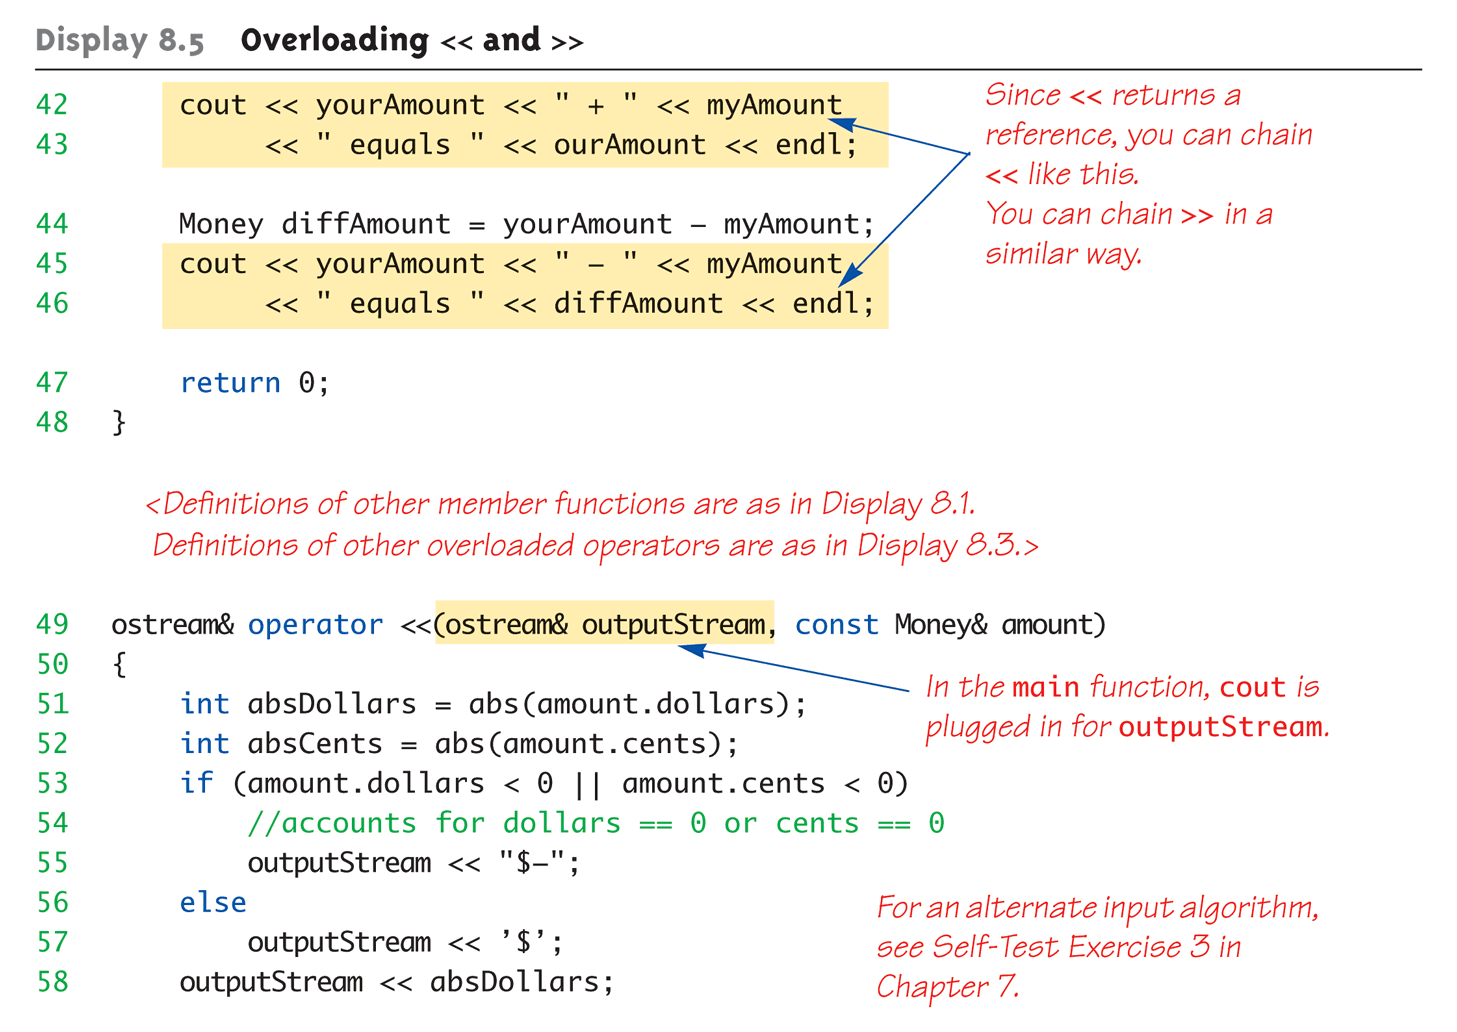 Display 8.5 Overloading << and >>
42 cout << yourAmount << " + " << myAmount
43 << " equals " << ourAmount << endl;
44 Money diffAmount = yourAmount – myAmount;
45 cout << yourAmount << " – " << myAmount
46 << " equals " << diffAmount << endl;
47 return 0;
48 }
Since << returns a
reference, you can chain
<< like this.
You can chain >> in a
similar way.
<Definitions of other member functions are as in Display 8.1.
Definitions of other overloaded operators are as in Display 8.3.>
49 ostream& operator <<(ostream& outputStream, const Money& amount)
50 {
51 int absDollars = abs(amount.dollars);
52 int absCents = abs(amount.cents);
53 if (amount.dollars < 0 || amount.cents < 0)
54 //accounts for dollars == 0 or cents == 0
55 outputStream << "$–";
56 else
57 outputStream << ’$’;
58 outputStream << absDollars;
In the main function, cout is
plugged in for outputStream.
For an alternate input algorithm,
see Self-Test Exercise 3 in
Chapter 7.